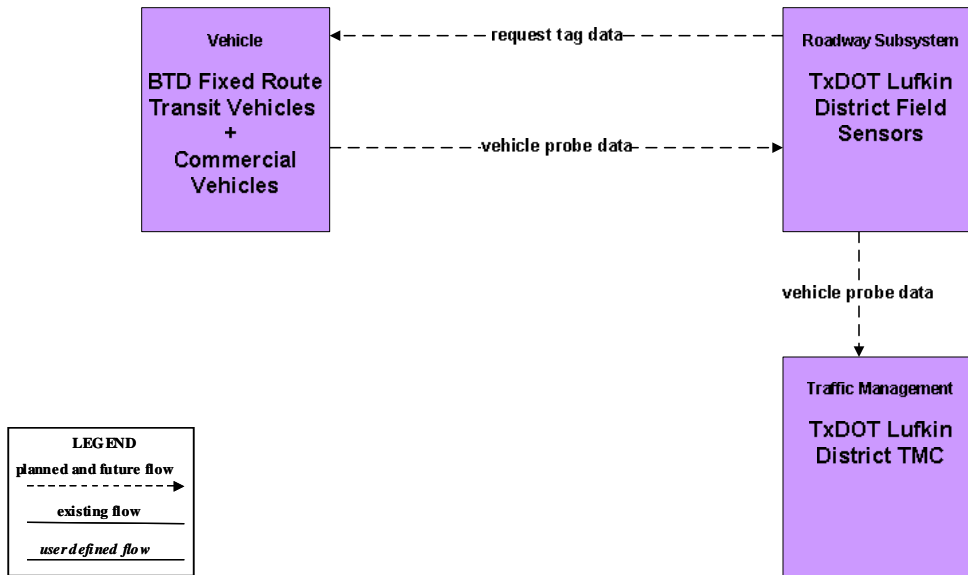 Vehicle
BTD Fixed Route
Transit Vehicles
+
Commercial
Vehicles
request tag data
vehicle probe data
Roadway Subsystem
TxDOT Lufkin
District Field
Sensors
vehicle probe data
Traffic Management
TxDOT Lufkin
District TMC
LEGEND
planned and future flow
existing flow
user defined flow